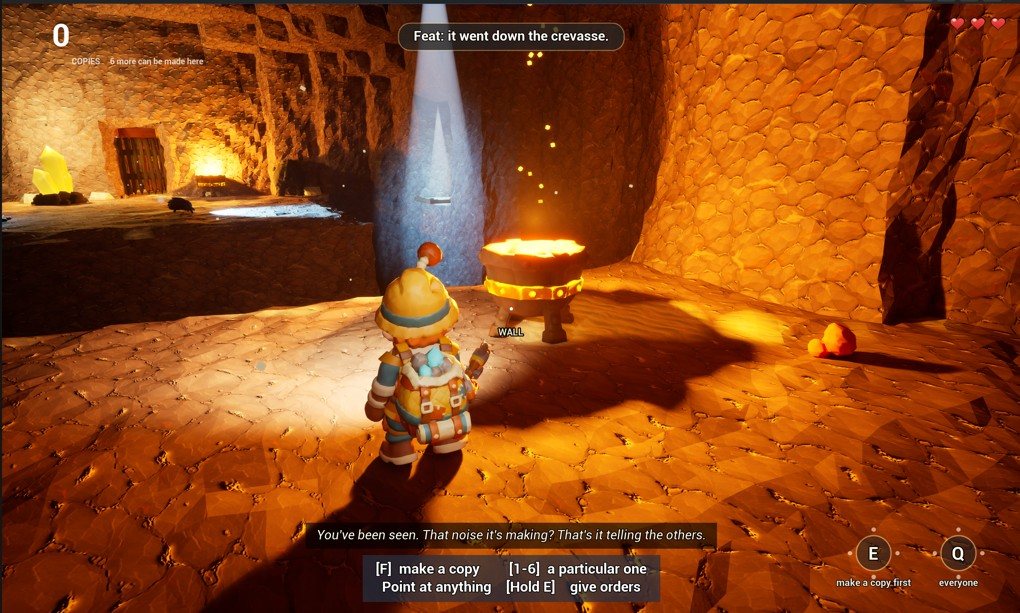 0
COPIES 6 more can be made here
Feat: it went down the crevasse.
WALL
You've been seen. That noise it's making? That's it telling the others.
[F] make a copy [1-6] a particular one
Point at anything [Hold E] give orders
E
make a copy first
Q
everyone